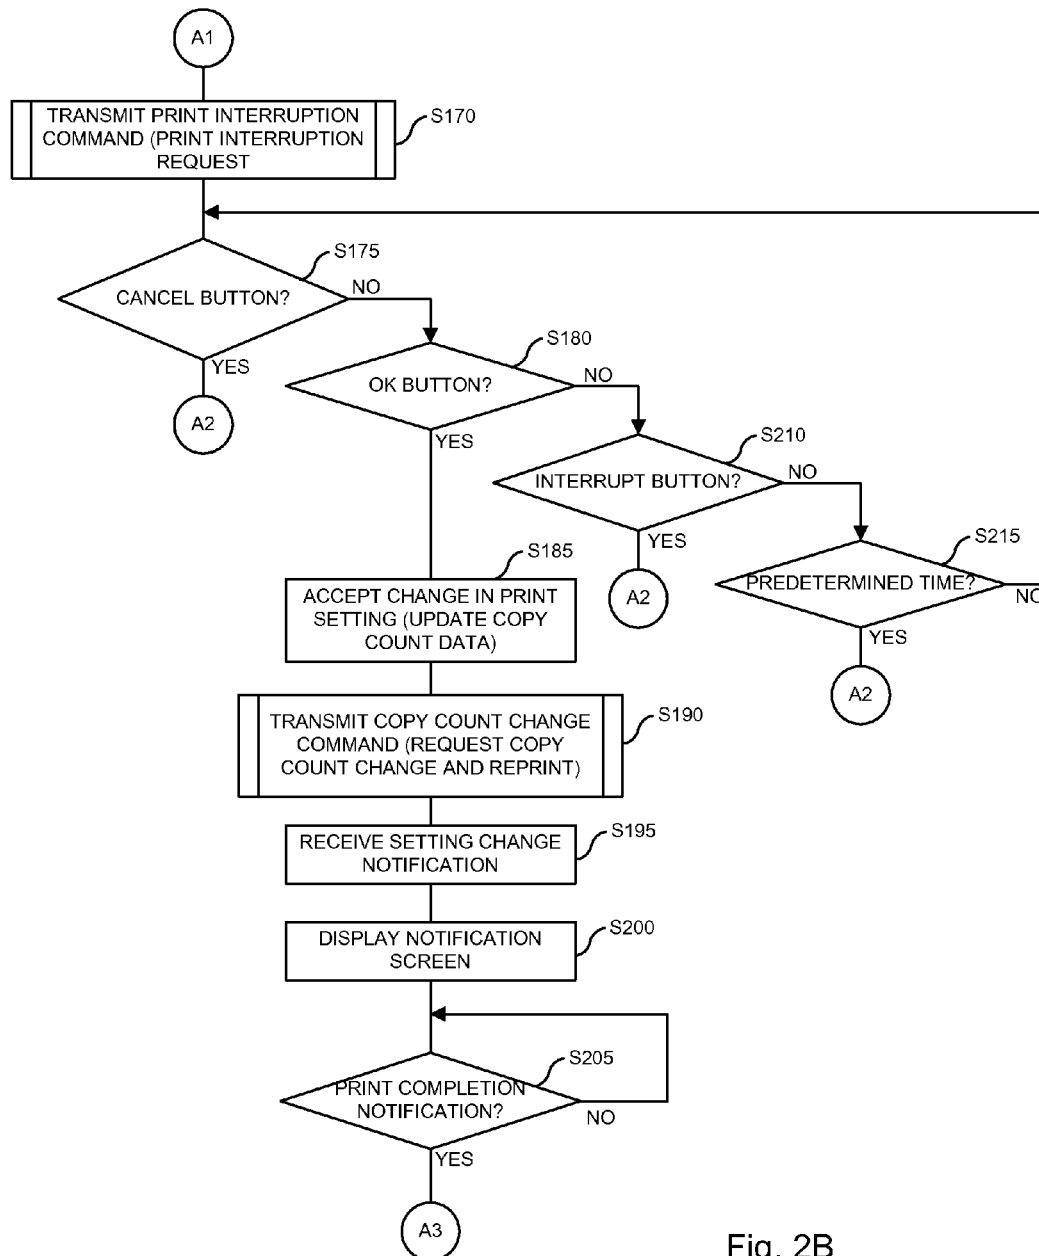 A1
TRANSMIT PRINT INTERRUPTION
COMMAND (PRINT INTERRUPTION
REQUEST
S170
S175
CANCEL BUTTON?
NO
YES
A2
S180
OK BUTTON?
NO
YES
S210
INTERRUPT BUTTON?
NO
YES
A2
S215
PREDETERMINED TIME?
NO
YES
A2
S185
ACCEPT CHANGE IN PRINT
SETTING (UPDATE COPY
COUNT DATA)
S190
TRANSMIT COPY COUNT CHANGE
COMMAND (REQUEST COPY
COUNT CHANGE AND REPRINT)
S195
RECEIVE SETTING CHANGE
NOTIFICATION
S200
DISPLAY NOTIFICATION
SCREEN
S205
PRINT COMPLETION
NOTIFICATION?
NO
YES
A3
Fig. 2B